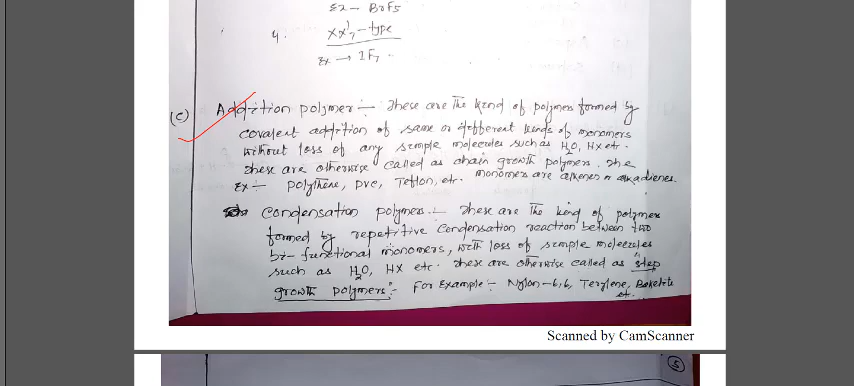 Ex - BrF5
4. XX'7 - type
Ex → IF7 .
(c) Addition polymer :- These are the kind of polymers formed by
covalent addition of same or different kinds of monomers
without loss of any simple molecules such as H2O, HX etc.
These are otherwise called as chain growth polymers. The
monomers are alkenes or alkadienes.
Ex - Polythene, PVC, Teflon, etc.
Condensation polymers :- These are the kind of polymer
formed by repetitive condensation reaction between two
bi-functional monomers, with loss of simple molecules
such as H2O, HX etc. These are otherwise called as step
growth polymers :- For Example :- Nylon-6,6, Terylene, Bakelite
et.
Scanned by CamScanner
5